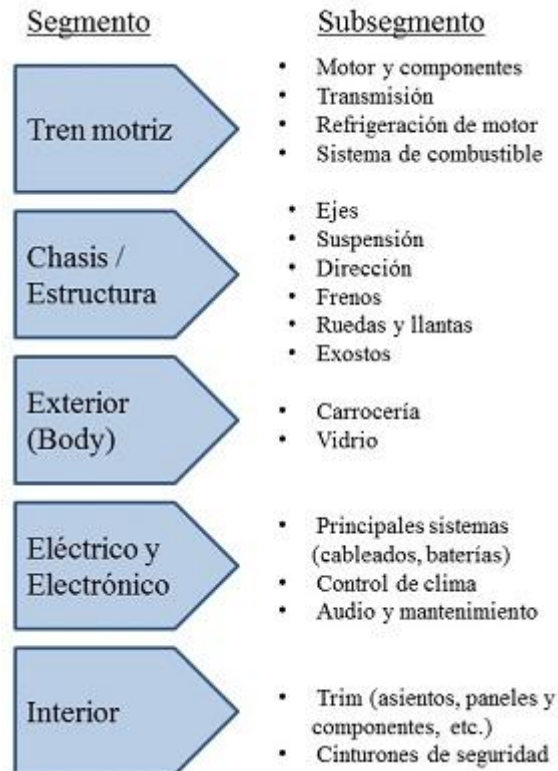 Segmento
Subsegmento
Tren motriz
• Motor y componentes
• Transmisión
• Refrigeración de motor
• Sistema de combustible
Chasis /
Estructura
• Ejes
• Suspensión
• Dirección
• Frenos
• Ruedas y llantas
• Exostos
Exterior
(Body)
• Carrocería
• Vidrio
Eléctrico y
Electrónico
• Principales sistemas
(cableados, baterías)
• Control de clima
• Audio y mantenimiento
Interior
• Trim (asientos, paneles y
componentes, etc.)
• Cinturones de seguridad